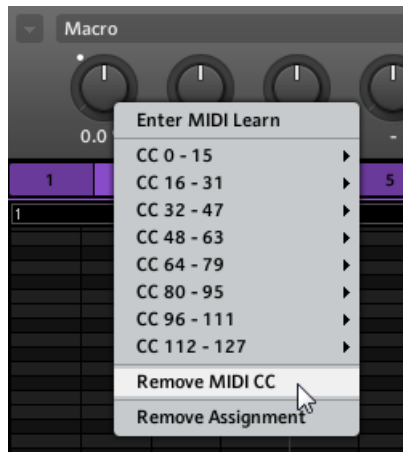 Macro
0.0
-
Enter MIDI Learn
CC 0 - 15
CC 16 - 31
CC 32 - 47
CC 48 - 63
CC 64 - 79
CC 80 - 95
CC 96 - 111
CC 112 - 127
Remove MIDI CC
Remove Assignment
1
5
1